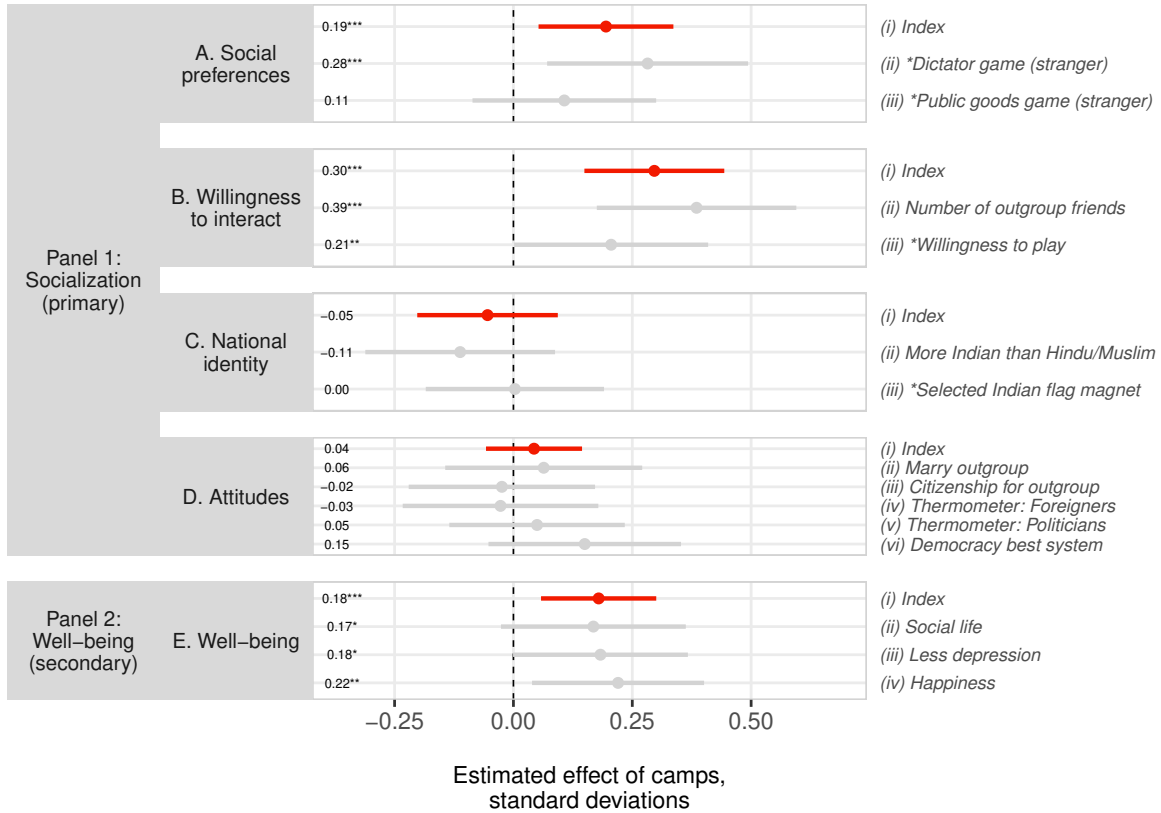 Panel 1:
Socialization
(primary)
A. Social
preferences
0.19***
(i) Index
0.28***
(ii) *Dictator game (stranger)
0.11
(iii) *Public goods game (stranger)
B. Willingness
to interact
0.30***
(i) Index
0.39***
(ii) Number of outgroup friends
0.21**
(iii) *Willingness to play
C. National
identity
−0.05
(i) Index
−0.11
(ii) More Indian than Hindu/Muslim
0.00
(iii) *Selected Indian flag magnet
D. Attitudes
0.04
(i) Index
0.06
(ii) Marry outgroup
−0.02
(iii) Citizenship for outgroup
−0.03
(iv) Thermometer: Foreigners
0.05
(v) Thermometer: Politicians
0.15
(vi) Democracy best system
Panel 2:
Well−being
(secondary)
E. Well−being
0.18***
(i) Index
0.17*
(ii) Social life
0.18*
(iii) Less depression
0.22**
(iv) Happiness
−0.25 0.00 0.25 0.50
Estimated effect of camps,
standard deviations